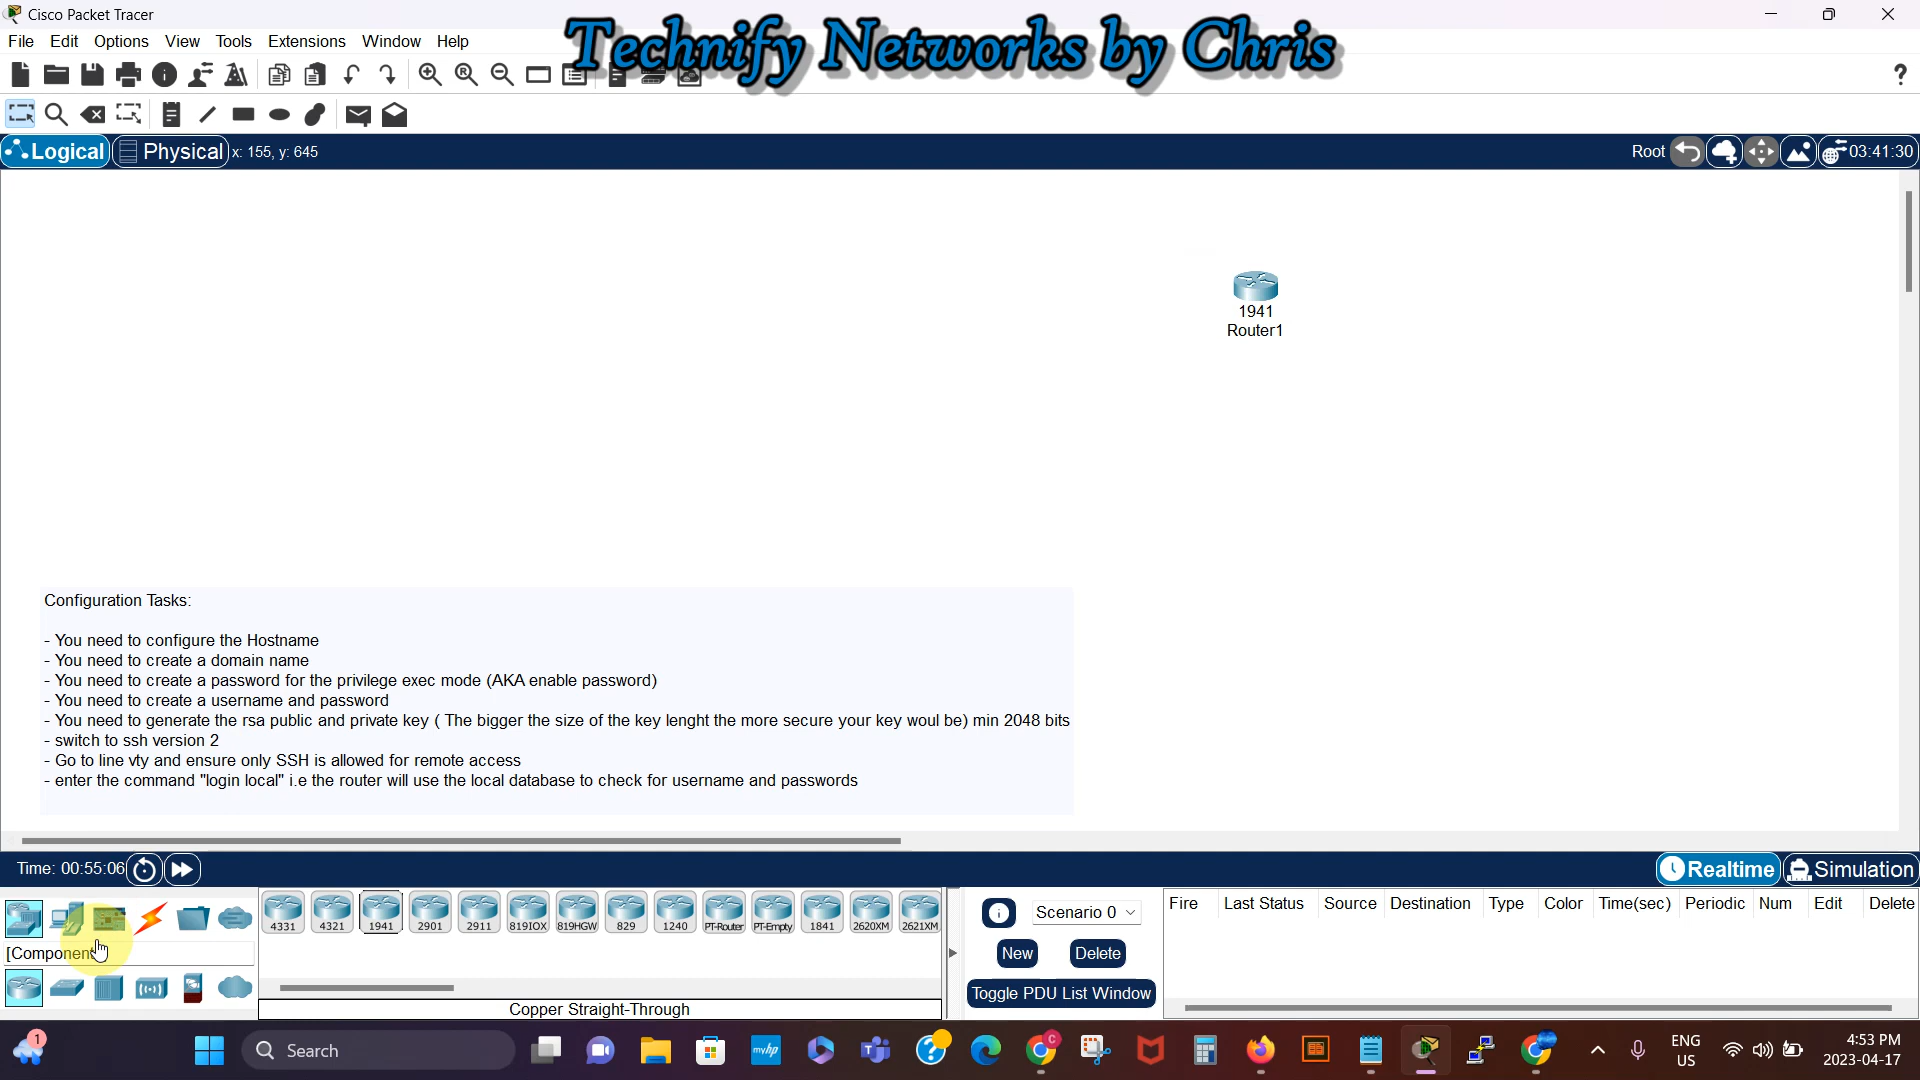 Cisco Packet Tracer
Technify Networks by Chris
File Edit Options View Tools Extensions Window Help
?
Logical Physical x: 155, y: 645 Root 03:41:30
1941
Router1
Configuration Tasks:
- You need to configure the Hostname
- You need to create a domain name
- You need to create a password for the privilege exec mode (AKA enable password)
- You need to create a username and password
- You need to generate the rsa public and private key ( The bigger the size of the key lenght the more secure your key woul be) min 2048 bits
- switch to ssh version 2
- Go to line vty and ensure only SSH is allowed for remote access
- enter the command "login local" i.e the router will use the local database to check for username and passwords
Time: 00:55:06 Realtime Simulation
4331 4321 1941 2901 2911 819IOX 819HGW 829 1240 PT-Router PT-Empty 1841 2620XM 2621XM
Scenario 0
Fire Last Status Source Destination Type Color Time(sec) Periodic Num Edit Delete
[Component
New Delete
Toggle PDU List Window
Copper Straight-Through
1
Search
myhp
C
ENG
US
4:53 PM
2023-04-17